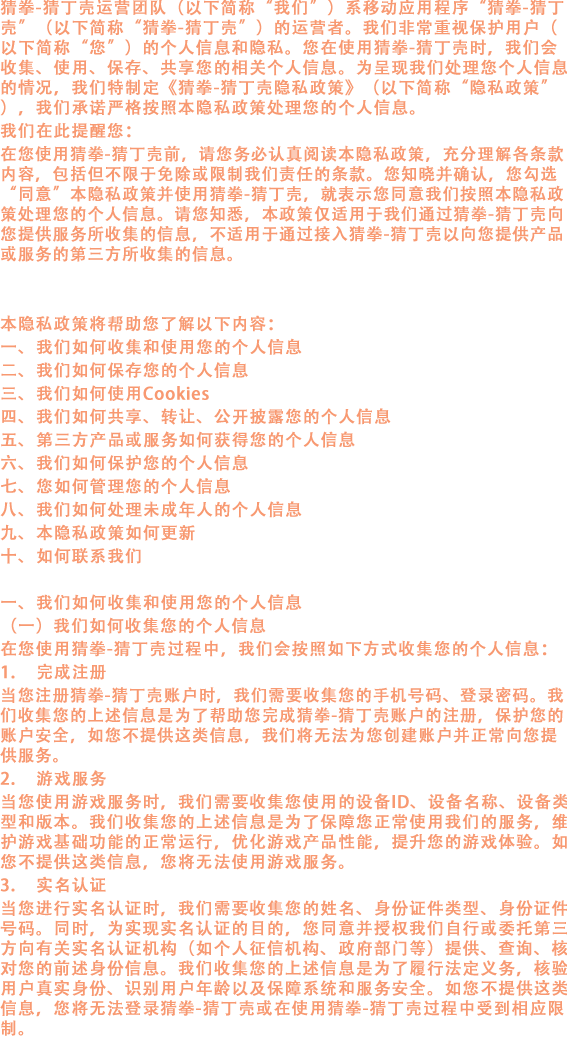 猜拳-猜丁壳运营团队（以下简称“我们”）系移动应用程序“猜拳-猜丁
壳”（以下简称“猜拳-猜丁壳”）的运营者。我们非常重视保护用户（
以下简称“您”）的个人信息和隐私。您在使用猜拳-猜丁壳时，我们会
收集、使用、保存、共享您的相关个人信息。为呈现我们处理您个人信息
的情况，我们特制定《猜拳-猜丁壳隐私政策》（以下简称“隐私政策”
），我们承诺严格按照本隐私政策处理您的个人信息。
我们在此提醒您：
在您使用猜拳-猜丁壳前，请您务必认真阅读本隐私政策，充分理解各条款
内容，包括但不限于免除或限制我们责任的条款。您知晓并确认，您勾选
“同意”本隐私政策并使用猜拳-猜丁壳，就表示您同意我们按照本隐私政
策处理您的个人信息。请您知悉，本政策仅适用于我们通过猜拳-猜丁壳向
您提供服务所收集的信息，不适用于通过接入猜拳-猜丁壳以向您提供产品
或服务的第三方所收集的信息。
本隐私政策将帮助您了解以下内容：
一、我们如何收集和使用您的个人信息
二、我们如何保存您的个人信息
三、我们如何使用Cookies
四、我们如何共享、转让、公开披露您的个人信息
五、第三方产品或服务如何获得您的个人信息
六、我们如何保护您的个人信息
七、您如何管理您的个人信息
八、我们如何处理未成年人的个人信息
九、本隐私政策如何更新
十、如何联系我们
一、我们如何收集和使用您的个人信息
（一）我们如何收集您的个人信息
在您使用猜拳-猜丁壳过程中，我们会按照如下方式收集您的个人信息：
1. 完成注册
当您注册猜拳-猜丁壳账户时，我们需要收集您的手机号码、登录密码。我
们收集您的上述信息是为了帮助您完成猜拳-猜丁壳账户的注册，保护您的
账户安全，如您不提供这类信息，我们将无法为您创建账户并正常向您提
供服务。
2. 游戏服务
当您使用游戏服务时，我们需要收集您使用的设备ID、设备名称、设备类
型和版本。我们收集您的上述信息是为了保障您正常使用我们的服务，维
护游戏基础功能的正常运行，优化游戏产品性能，提升您的游戏体验。如
您不提供这类信息，您将无法使用游戏服务。
3. 实名认证
当您进行实名认证时，我们需要收集您的姓名、身份证件类型、身份证件
号码。同时，为实现实名认证的目的，您同意并授权我们自行或委托第三
方向有关实名认证机构（如个人征信机构、政府部门等）提供、查询、核
对您的前述身份信息。我们收集您的上述信息是为了履行法定义务，核验
用户真实身份、识别用户年龄以及保障系统和服务安全。如您不提供这类
信息，您将无法登录猜拳-猜丁壳或在使用猜拳-猜丁壳过程中受到相应限
制。